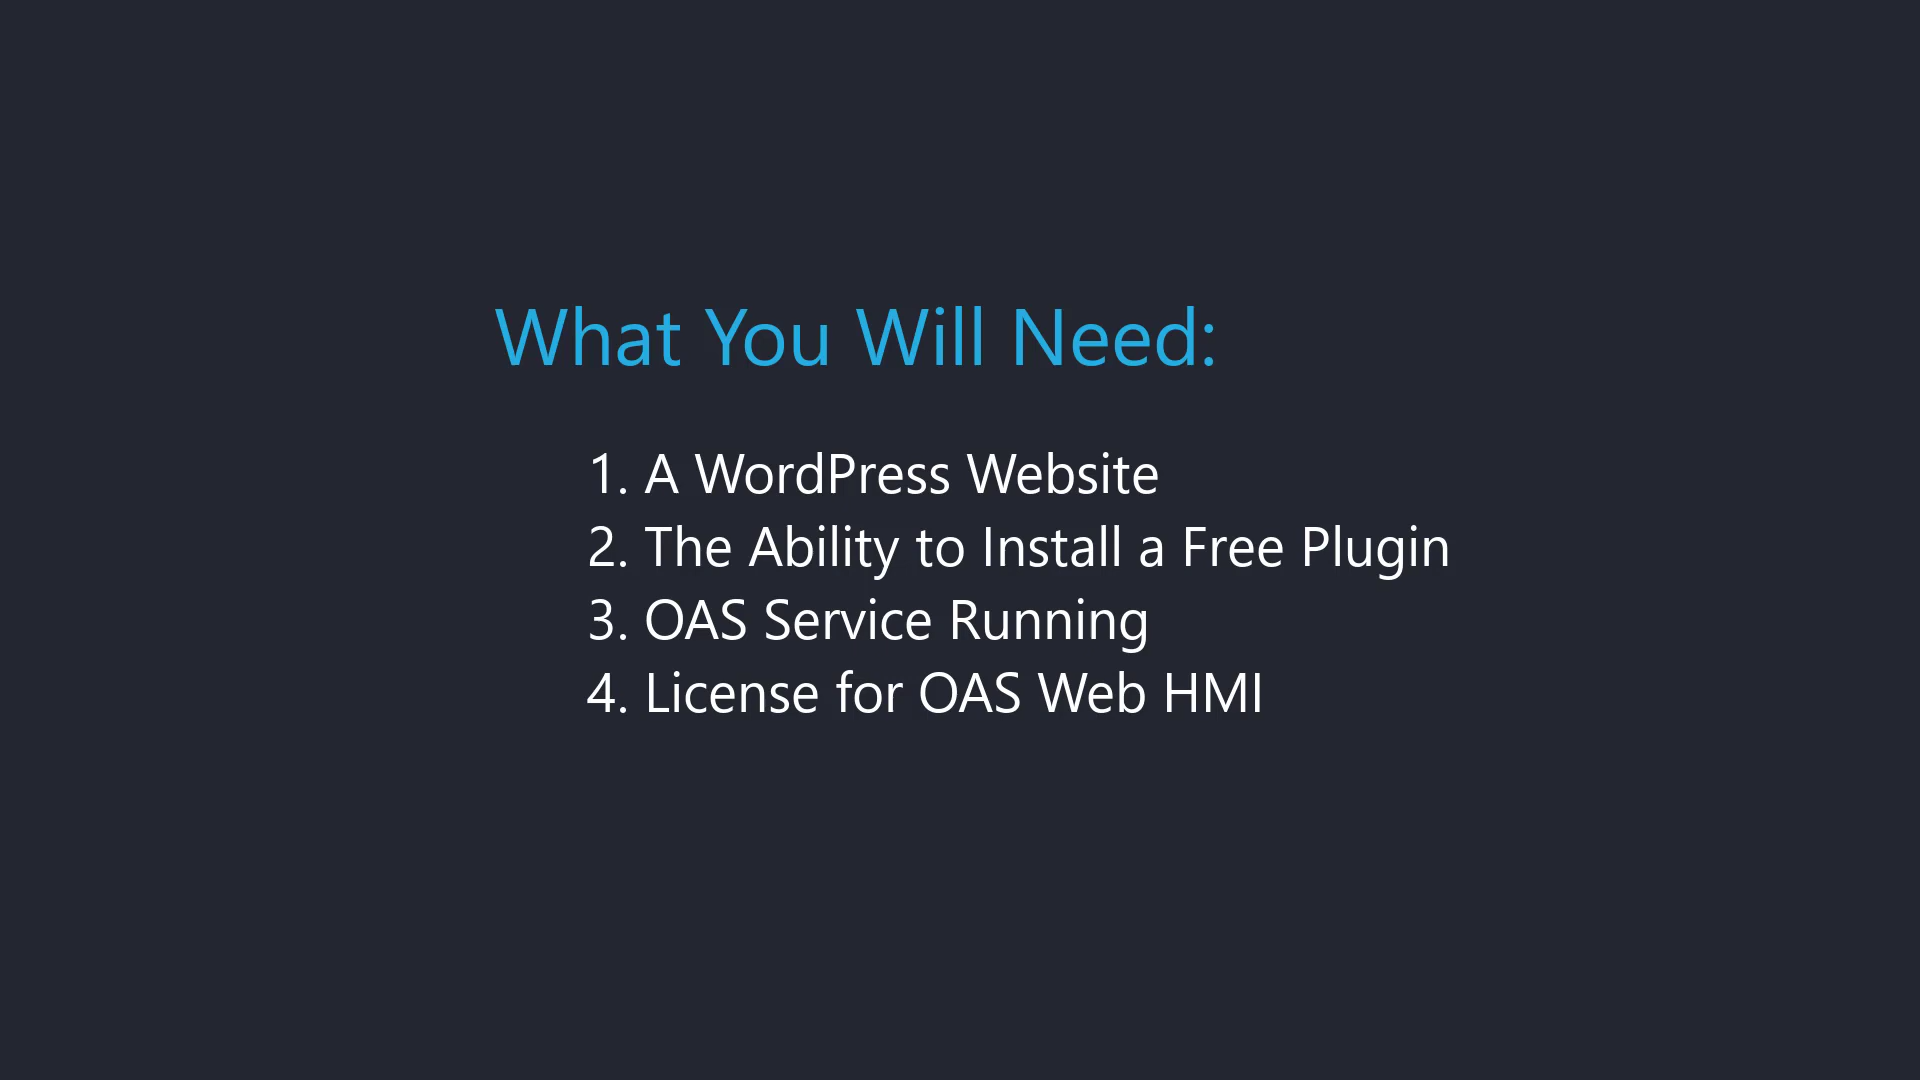 What You Will Need:
1. A WordPress Website
2. The Ability to Install a Free Plugin
3. OAS Service Running
4. License for OAS Web HMI